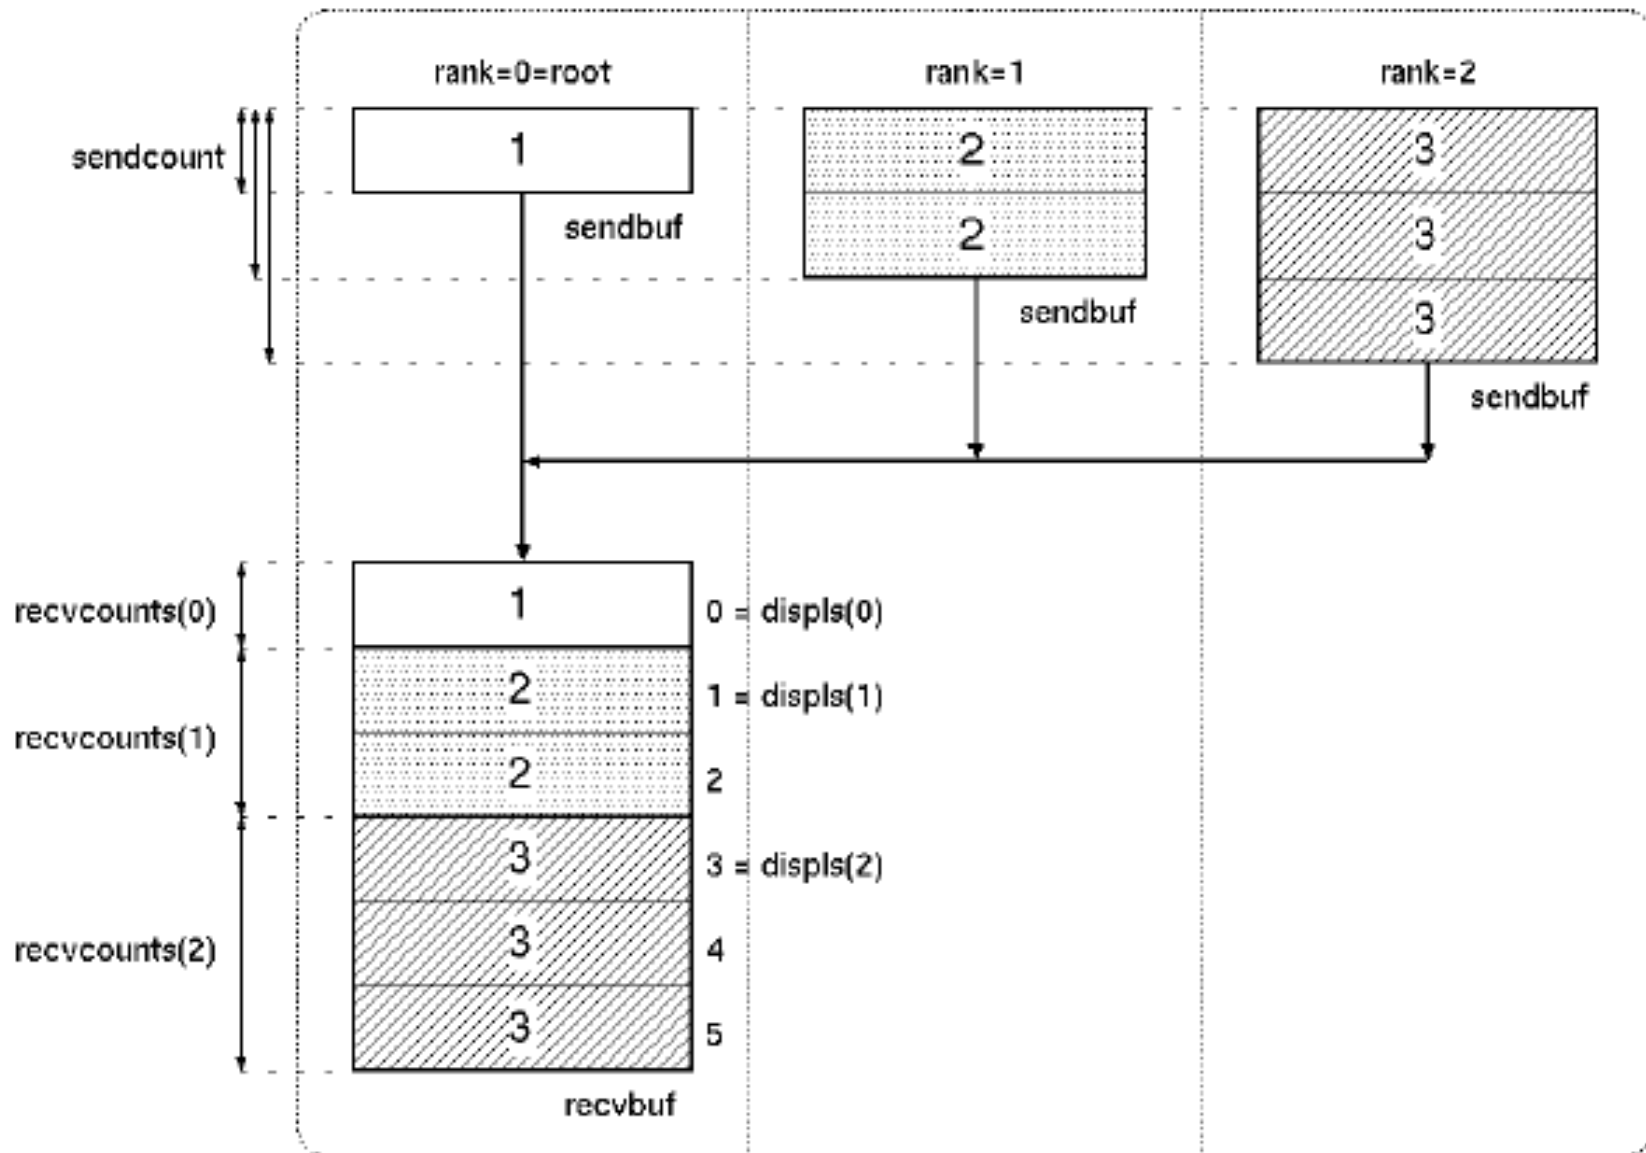 rank=0=root
rank=1
rank=2
sendcount
1
2
3
sendbuf
2
3
sendbuf
3
sendbuf
recvcounts(0)
1
0 = displs(0)
2
1 = displs(1)
recvcounts(1)
2
2
3
3 = displs(2)
recvcounts(2)
3
4
3
5
recvbuf